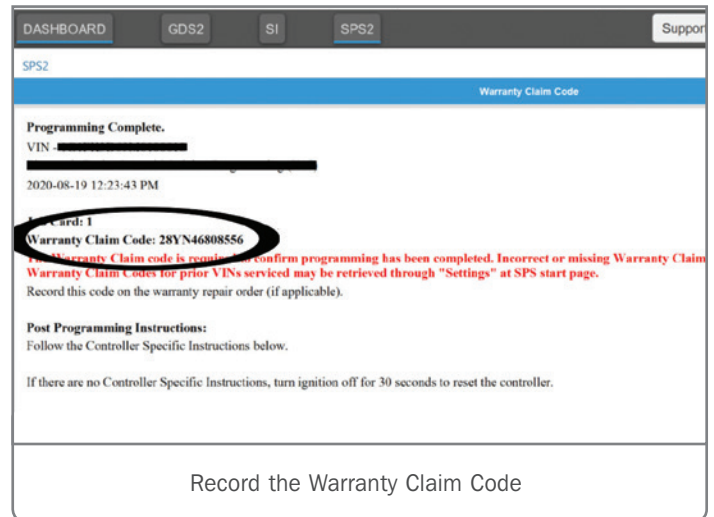 DASHBOARD GDS2 SI SPS2 Suppor
SPS2
Warranty Claim Code
Programming Complete.
VIN -
2020-08-19 12:23:43 PM
Card: 1
Warranty Claim Code: 28YN46808556
Warranty Claim code is confirm programming has been completed. Incorrect or missing Warranty Claim
Warranty Claim Codes for prior VINs serviced may be retrieved through "Settings" at SPS start page.
Record this code on the warranty repair order (if applicable).
Post Programming Instructions:
Follow the Controller Specific Instructions below.
If there are no Controller Specific Instructions, turn ignition off for 30 seconds to reset the controller.
Record the Warranty Claim Code